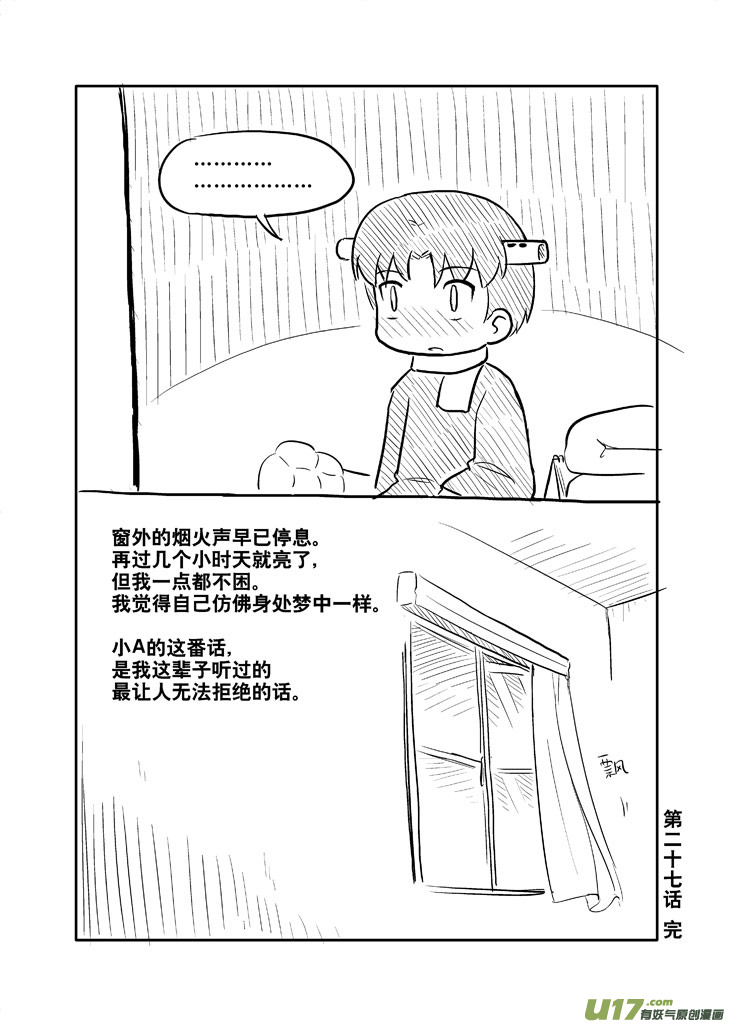 …………
………………
窗外的烟火声早已停息。
再过几个小时天就亮了，
但我一点都不困。
我觉得自己仿佛身处梦中一样。
小A的这番话，
是我这辈子听过的
最让人无法拒绝的话。
飘
第二十七话 完
U17.com
有妖气原创漫画